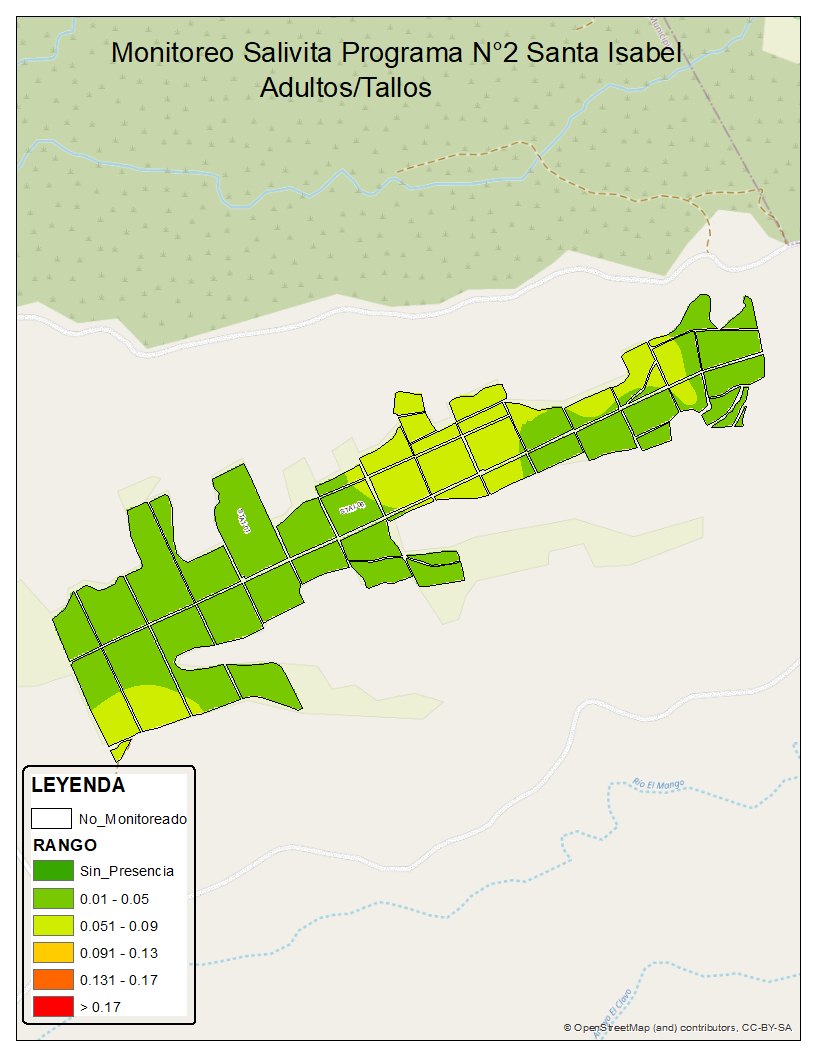 Monitoreo Salivita Programa N°2 Santa Isabel
Adultos/Tallos
Municipio
Río El Mango
LEYENDA
No_Monitoreado
RANGO
Sin_Presencia
0.01 - 0.05
0.051 - 0.09
0.091 - 0.13
0.131 - 0.17
> 0.17
El Clavo
© OpenStreetMap (and) contributors, CC-BY-SA